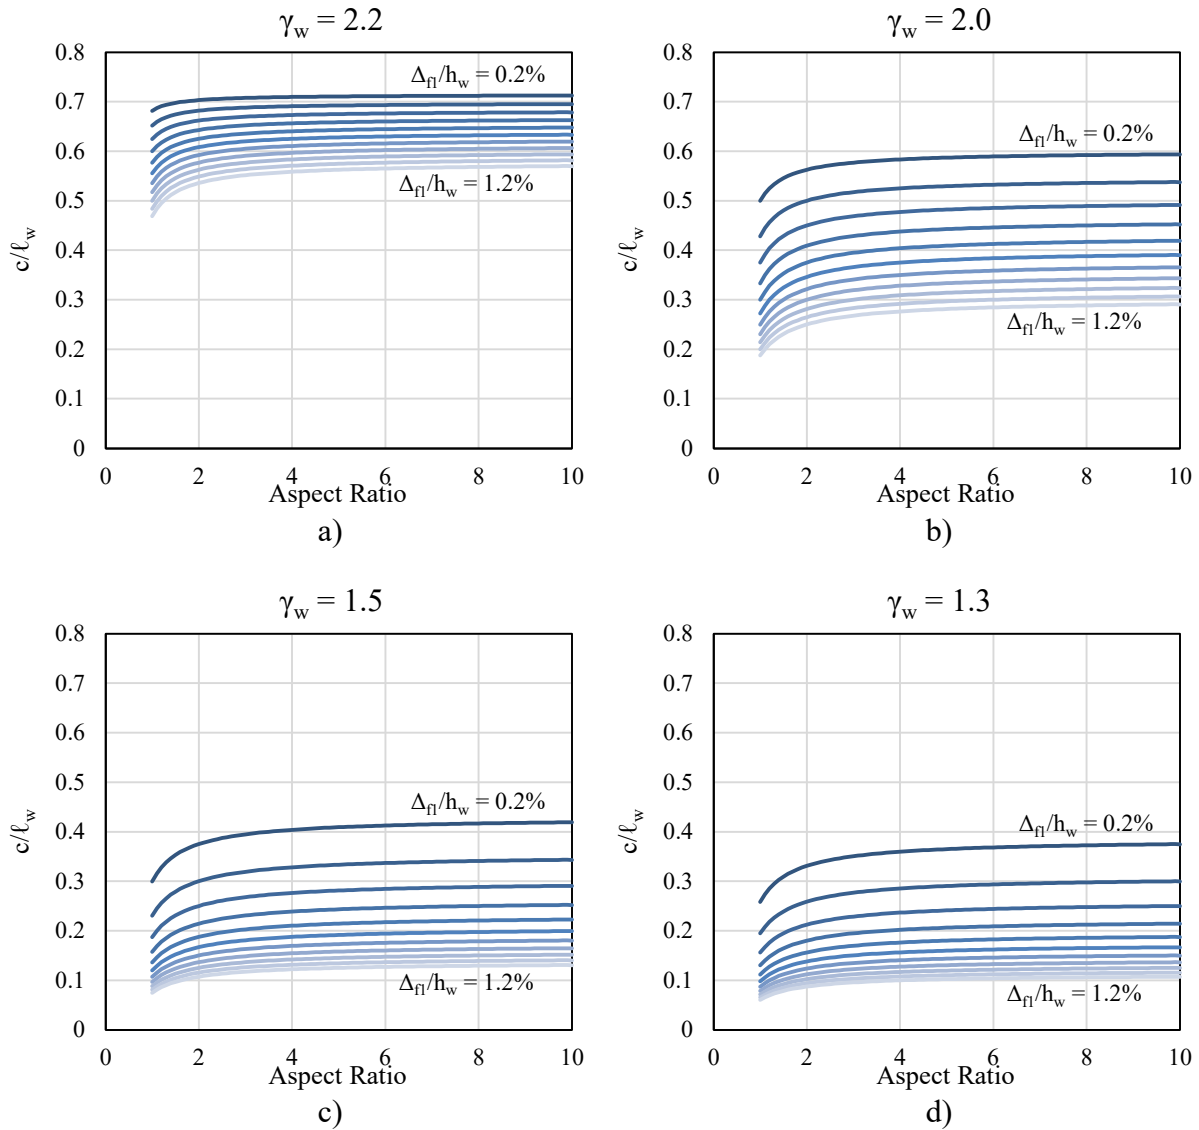 γw = 2.2
0.8
0.7
0.6
0.5
0.4
0.3
0.2
0.1
0
c/ℓw
Δfl/hw = 0.2%
Δfl/hw = 1.2%
0 2 4 6 8 10
Aspect Ratio
a)
γw = 2.0
0.8
0.7
0.6
0.5
0.4
0.3
0.2
0.1
0
c/ℓw
Δfl/hw = 0.2%
Δfl/hw = 1.2%
0 2 4 6 8 10
Aspect Ratio
b)
γw = 1.5
0.8
0.7
0.6
0.5
0.4
0.3
0.2
0.1
0
c/ℓw
Δfl/hw = 0.2%
Δfl/hw = 1.2%
0 2 4 6 8 10
Aspect Ratio
c)
γw = 1.3
0.8
0.7
0.6
0.5
0.4
0.3
0.2
0.1
0
c/ℓw
Δfl/hw = 0.2%
Δfl/hw = 1.2%
0 2 4 6 8 10
Aspect Ratio
d)